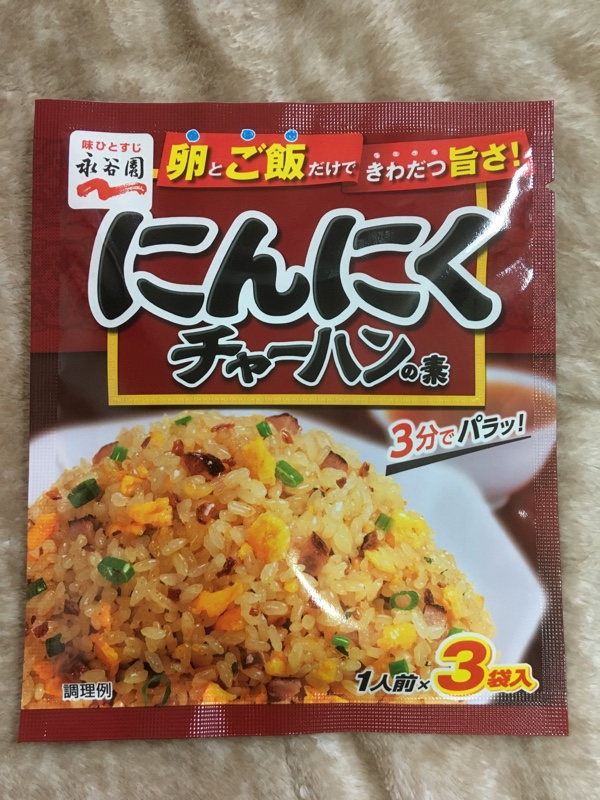 味ひとすじ
永谷園
卵とご飯だけで きわだつ旨さ!
にんにく
チャーハンの素
3分でパラッ!
1人前×3袋入
調理例